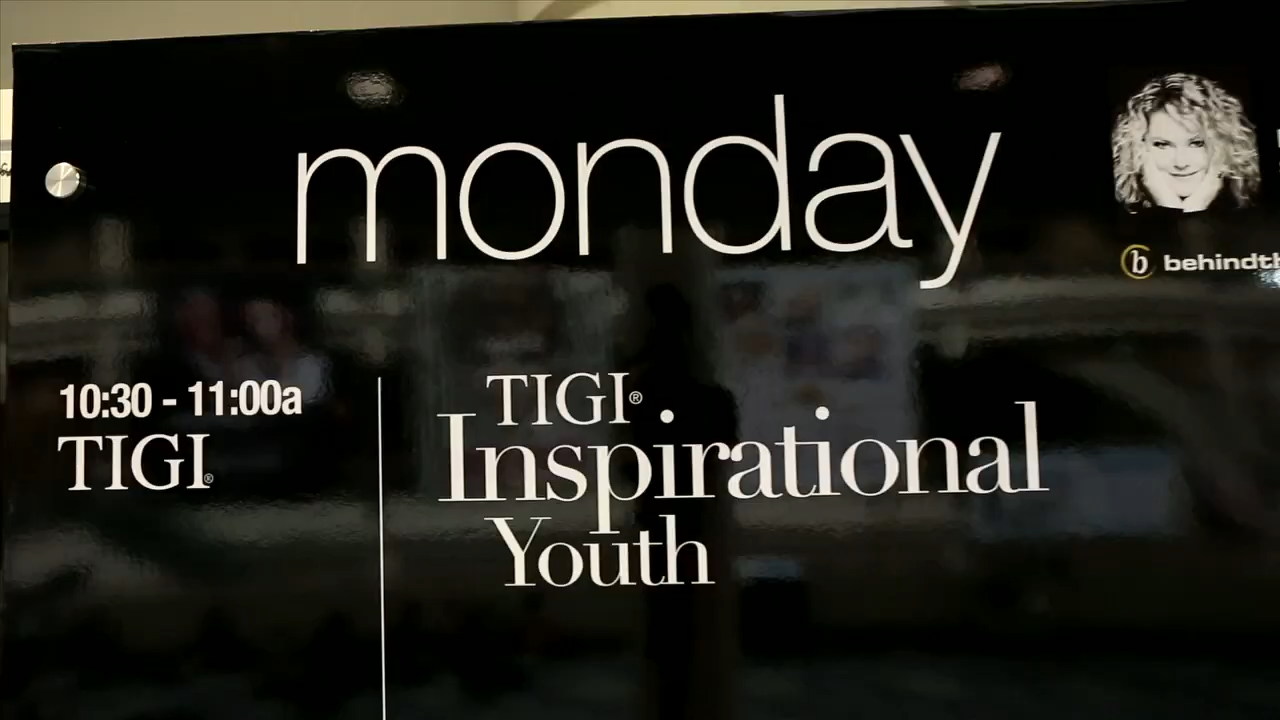 monday
b behindth
10:30 - 11:00a
TIGI®
TIGI®
Inspirational
Youth